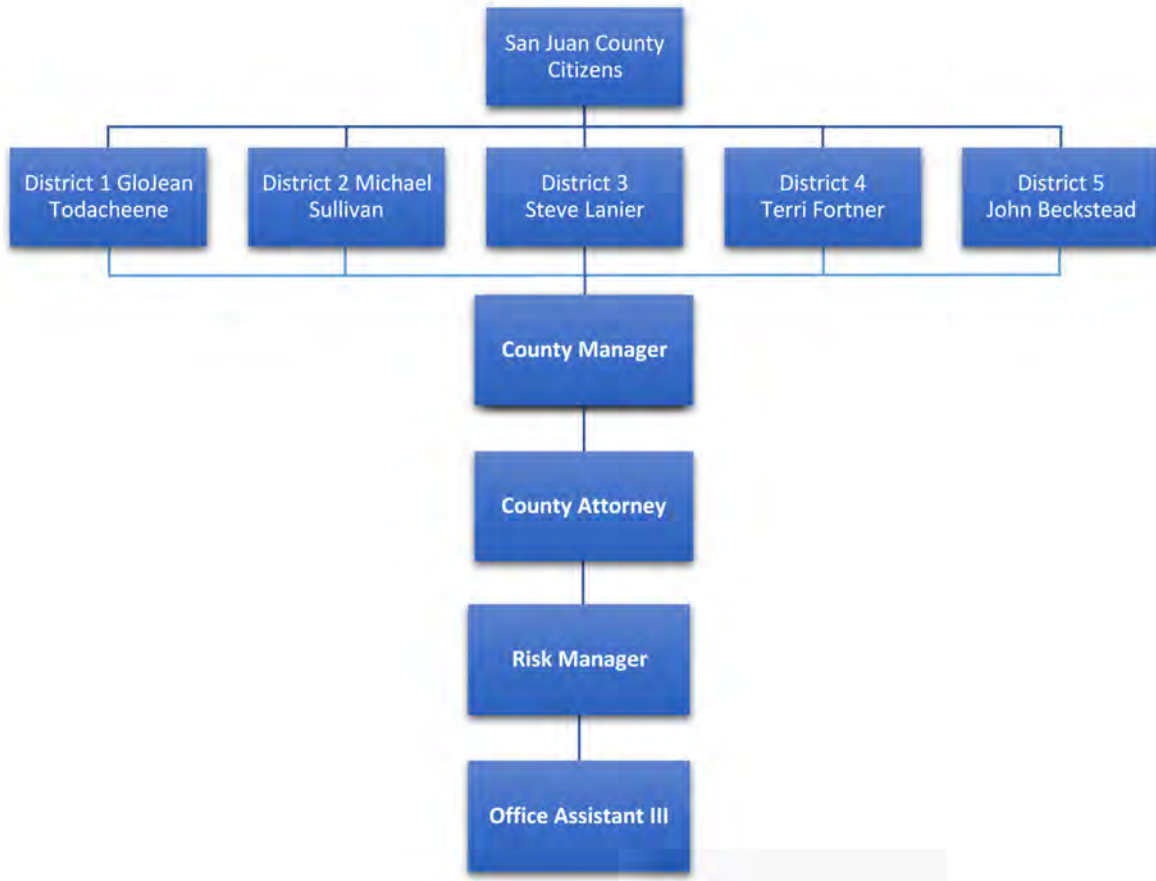 San Juan County
Citizens
District 1 GloJean
Todacheene
District 2 Michael
Sullivan
District 3
Steve Lanier
District 4
Terri Fortner
District 5
John Beckstead
County Manager
County Attorney
Risk Manager
Office Assistant III